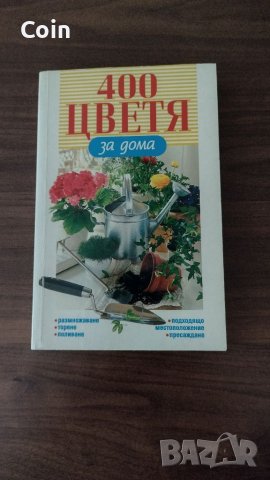 Coin
400
ЦВЕТЯ
за дома
• размножаване
• торене
• поливане
• подходящо
местоположение
• пресаждане
BAZAR